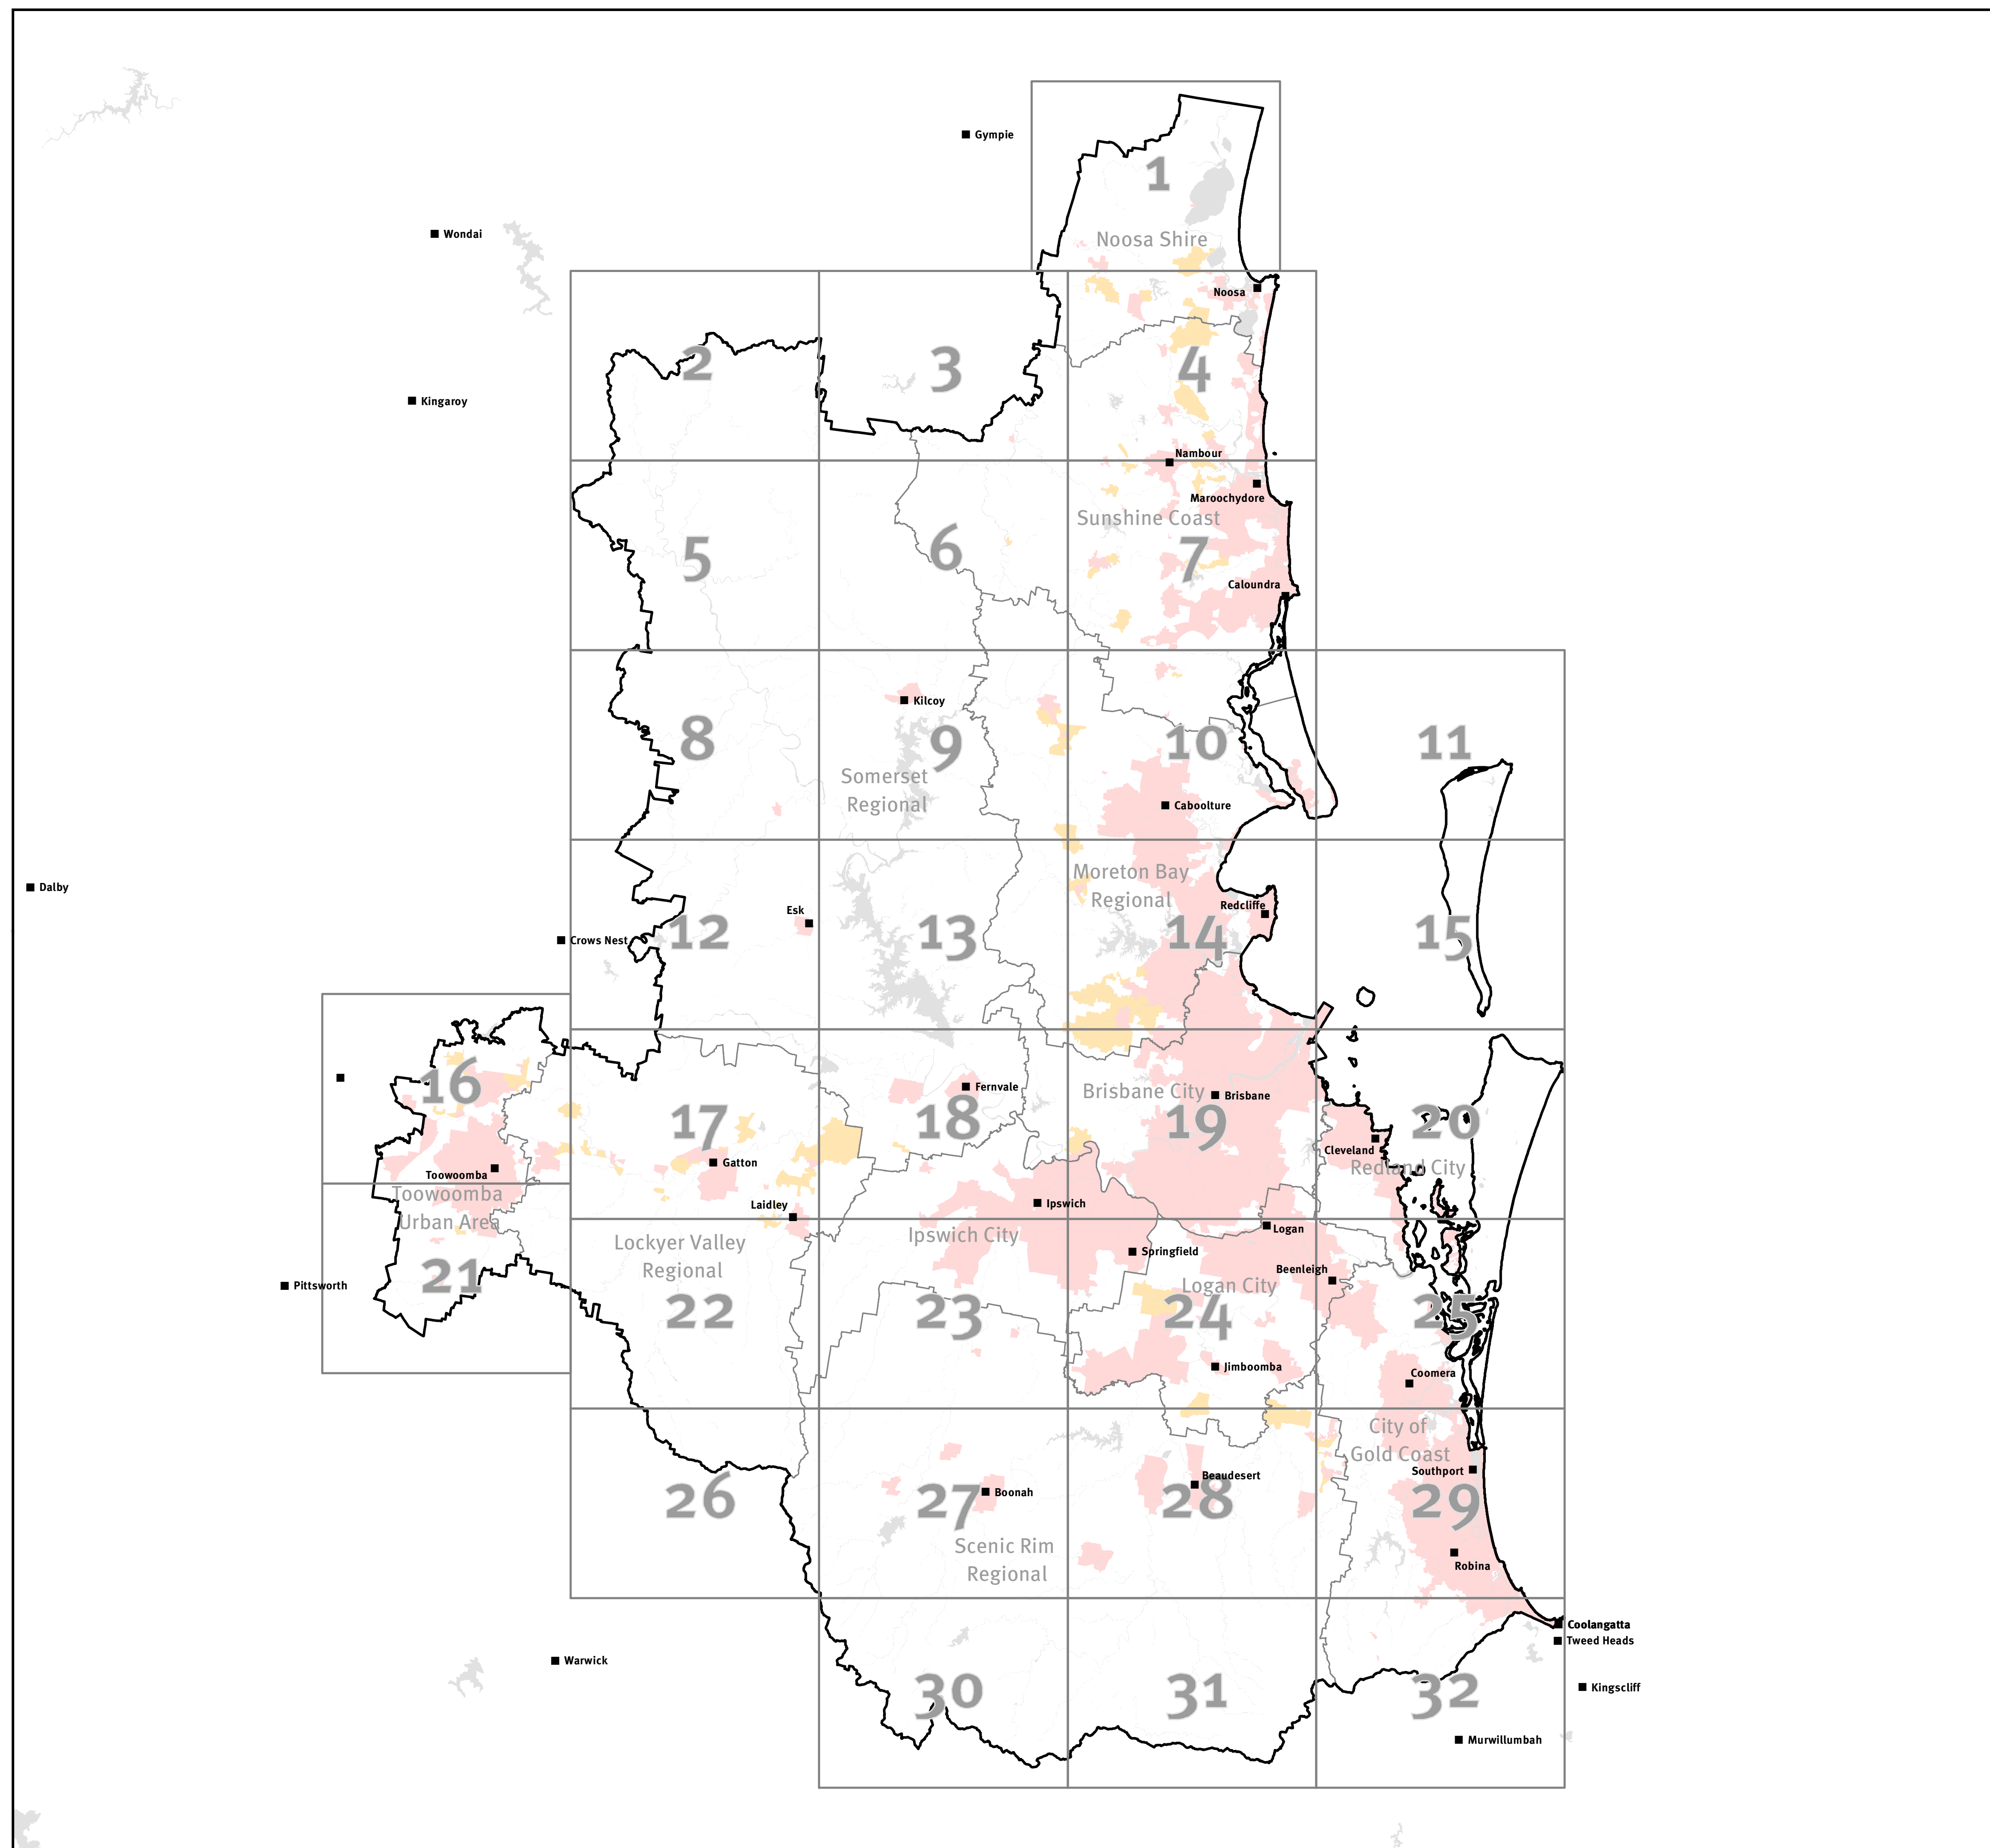 Gympie
1
Wondai
Noosa Shire
Noosa
2
3
4
Kingaroy
Nambour
Maroochydore
Sunshine Coast
5
6
7
Caloundra
Kilcoy
8
9
10
11
Somerset
Regional
Caboolture
Moreton Bay
Regional
Dalby
Esk
Redcliffe
Crows Nest
12
13
14
15
16
Fernvale
Brisbane City
Brisbane
17
18
19
20
Cleveland
Gatton
Redland City
Toowoomba
Toowoomba
Urban Area
Laidley
Ipswich
Logan
Lockyer Valley
Regional
Ipswich City
Springfield
Beenleigh
21
Pittsworth
Logan City
22
23
24
25
Jimboomba
Coomera
City of
Gold Coast
Southport
Beaudesert
Boonah
26
27
28
29
Scenic Rim
Regional
Robina
Coolangatta
Tweed Heads
Warwick
30
31
32
Kingscliff
Murwillumbah